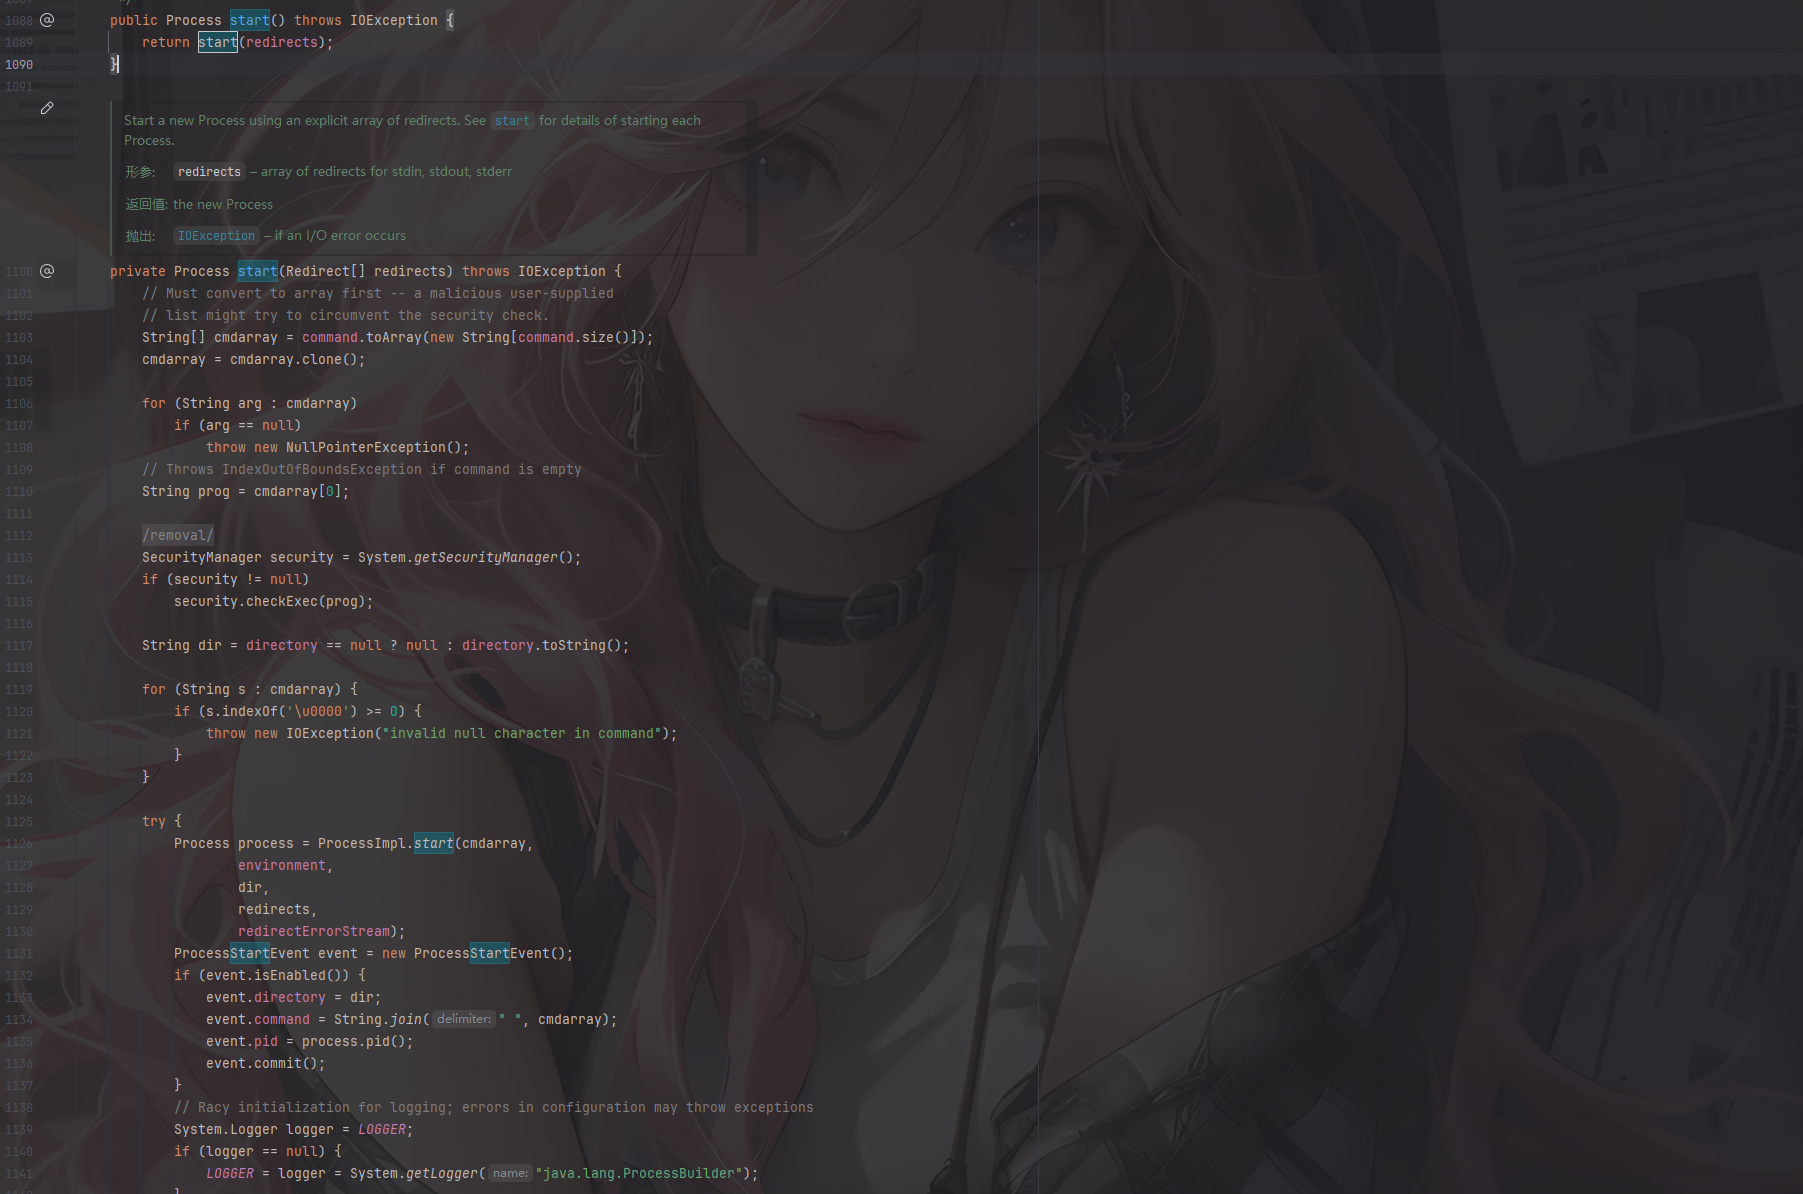 1088 public Process start() throws IOException {
1089 return start(redirects);
1090 }
1091
Start a new Process using an explicit array of redirects. See start for details of starting each
Process.
形参: redirects – array of redirects for stdin, stdout, stderr
返回值: the new Process
抛出: IOException – if an I/O error occurs
1100 private Process start(Redirect[] redirects) throws IOException {
1101 // Must convert to array first -- a malicious user-supplied
1102 // list might try to circumvent the security check.
1103 String[] cmdarray = command.toArray(new String[command.size()]);
1104 cmdarray = cmdarray.clone();
1105
1106 for (String arg : cmdarray)
1107 if (arg == null)
1108 throw new NullPointerException();
1109 // Throws IndexOutOfBoundsException if command is empty
1110 String prog = cmdarray[0];
1111
1112 /removal/
1113 SecurityManager security = System.getSecurityManager();
1114 if (security != null)
1115 security.checkExec(prog);
1116
1117 String dir = directory == null ? null : directory.toString();
1118
1119 for (String s : cmdarray) {
1120 if (s.indexOf('\u0000') >= 0) {
1121 throw new IOException("invalid null character in command");
1122 }
1123 }
1124
1125 try {
1126 Process process = ProcessImpl.start(cmdarray,
1127 environment,
1128 dir,
1129 redirects,
1130 redirectErrorStream);
1131 ProcessStartEvent event = new ProcessStartEvent();
1132 if (event.isEnabled()) {
1133 event.directory = dir;
1134 event.command = String.join( delimiter: " ", cmdarray);
1135 event.pid = process.pid();
1136 event.commit();
1137 }
1138 // Racy initialization for logging; errors in configuration may throw exceptions
1139 System.Logger logger = LOGGER;
1140 if (logger == null) {
1141 LOGGER = logger = System.getLogger( name: "java.lang.ProcessBuilder");